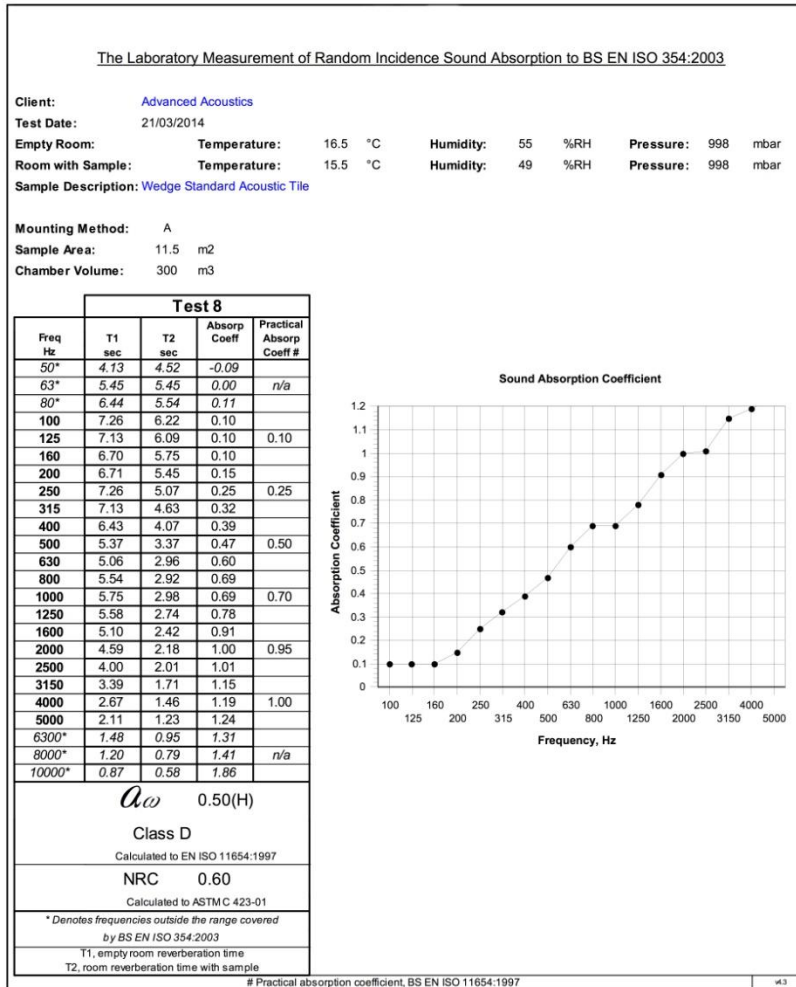 The Laboratory Measurement of Random Incidence Sound Absorption to BS EN ISO 354:2003
Client: Advanced Acoustics
Test Date: 21/03/2014
Empty Room: Temperature: 16.5 °C Humidity: 55 %RH Pressure: 998 mbar
Room with Sample: Temperature: 15.5 °C Humidity: 49 %RH Pressure: 998 mbar
Sample Description: Wedge Standard Acoustic Tile
Mounting Method: A
Sample Area: 11.5 m2
Chamber Volume: 300 m3
Test 8
Freq Hz T1 sec T2 sec Absorp Coeff Practical Absorp Coeff #
50* 4.13 4.52 -0.09
63* 5.45 5.45 0.00 n/a
80* 6.44 5.54 0.11
100 7.26 6.22 0.10
125 7.13 6.09 0.10 0.10
160 6.70 5.75 0.10
200 6.71 5.45 0.15
250 7.26 5.07 0.25 0.25
315 7.13 4.63 0.32
400 6.43 4.07 0.39
500 5.37 3.37 0.47 0.50
630 5.06 2.96 0.60
800 5.54 2.92 0.69
1000 5.75 2.98 0.69 0.70
1250 5.58 2.74 0.78
1600 5.10 2.42 0.91
2000 4.59 2.18 1.00 0.95
2500 4.00 2.01 1.01
3150 3.39 1.71 1.15
4000 2.67 1.46 1.19 1.00
5000 2.11 1.23 1.24
6300* 1.48 0.95 1.31
8000* 1.20 0.79 1.41 n/a
10000* 0.87 0.58 1.86
aω 0.50(H)
Class D
Calculated to EN ISO 11654:1997
NRC 0.60
Calculated to ASTM C 423-01
* Denotes frequencies outside the range covered
by BS EN ISO 354:2003
T1, empty room reverberation time
T2, room reverberation time with sample
Sound Absorption Coefficient
Absorption Coefficient
1.2
1.1
1
0.9
0.8
0.7
0.6
0.5
0.4
0.3
0.2
0.1
0
100 160 250 400 630 1000 1600 2500 4000
125 200 315 500 800 1250 2000 3150 5000
Frequency, Hz
# Practical absorption coefficient, BS EN ISO 11654:1997 v4.3